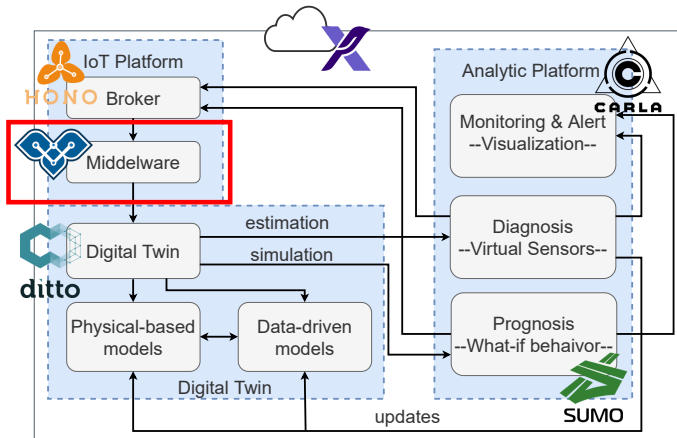 IoT Platform
HONO
Broker
Middelware
Analytic Platform
CARLA
Monitoring & Alert
--Visualization--
estimation
Diagnosis
--Virtual Sensors--
Digital Twin
simulation
ditto
Physical-based
models
Data-driven
models
Prognosis
--What-if behaivor--
Digital Twin
SUMO
updates